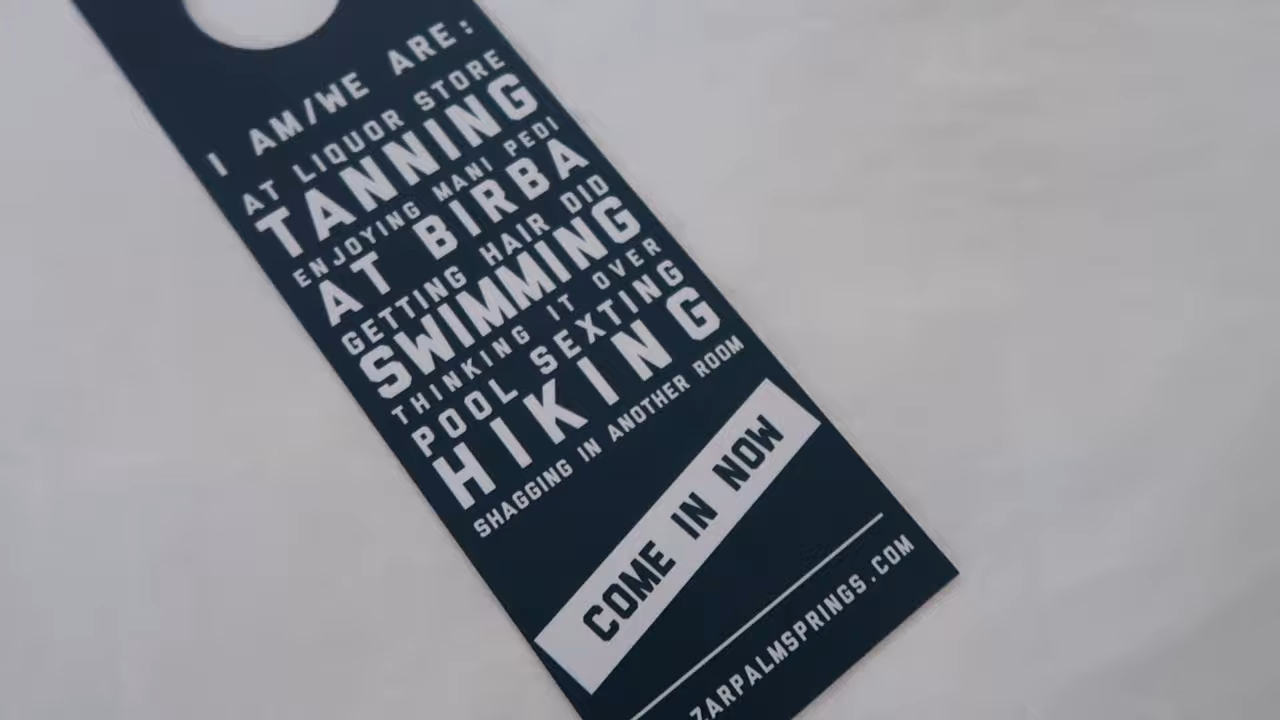 I AM/WE ARE:
AT LIQUOR STORE
TANNING
ENJOYING MANI PEDI
AT BIRBA
GETTING HAIR DID
SWIMMING
THINKING IT OVER
POOL SEXTING
HIKING
SHAGGING IN ANOTHER ROOM
COME IN NOW
ZARPALMSPRINGS.COM